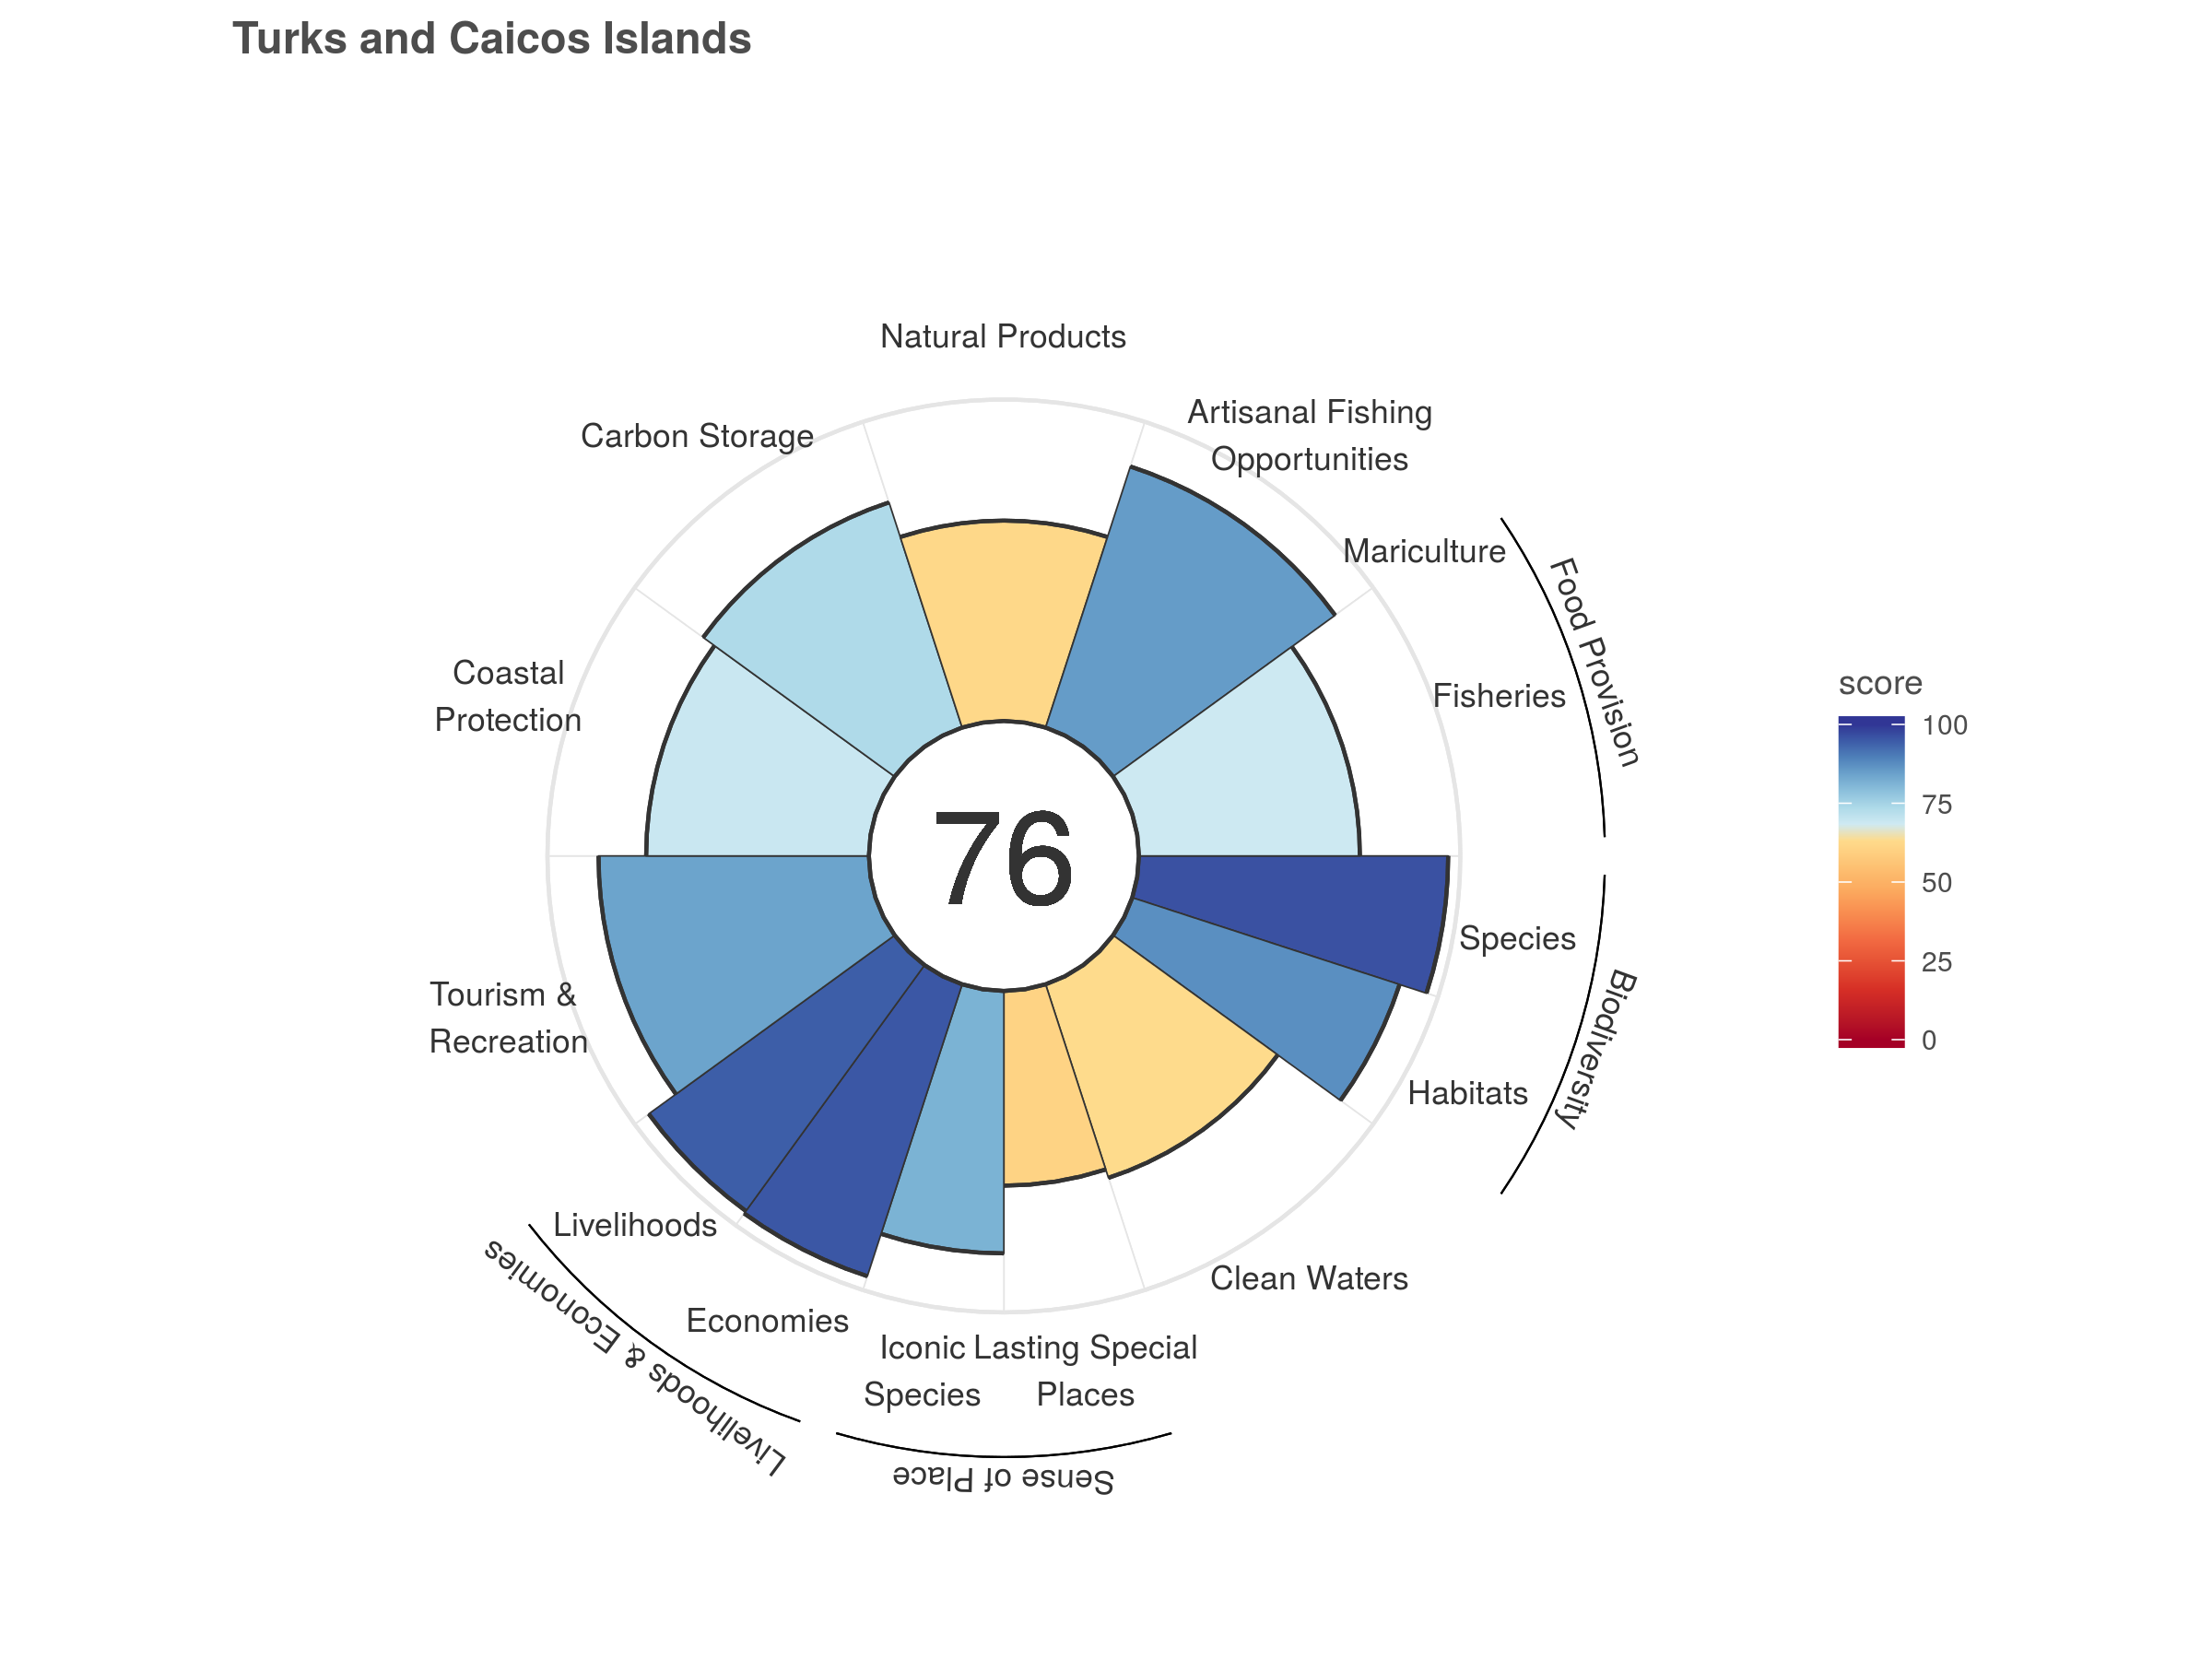 Turks and Caicos Islands
Natural Products
Artisanal Fishing
Opportunities
Carbon Storage
Mariculture
Food Provision
Fisheries
Coastal
Protection
score
100
75
50
25
0
76
Species
Biodiversity
Habitats
Tourism &
Recreation
Livelihoods
Livelihoods & Economies
Economies
Clean Waters
Iconic
Species
Lasting Special
Places
Sense of Place